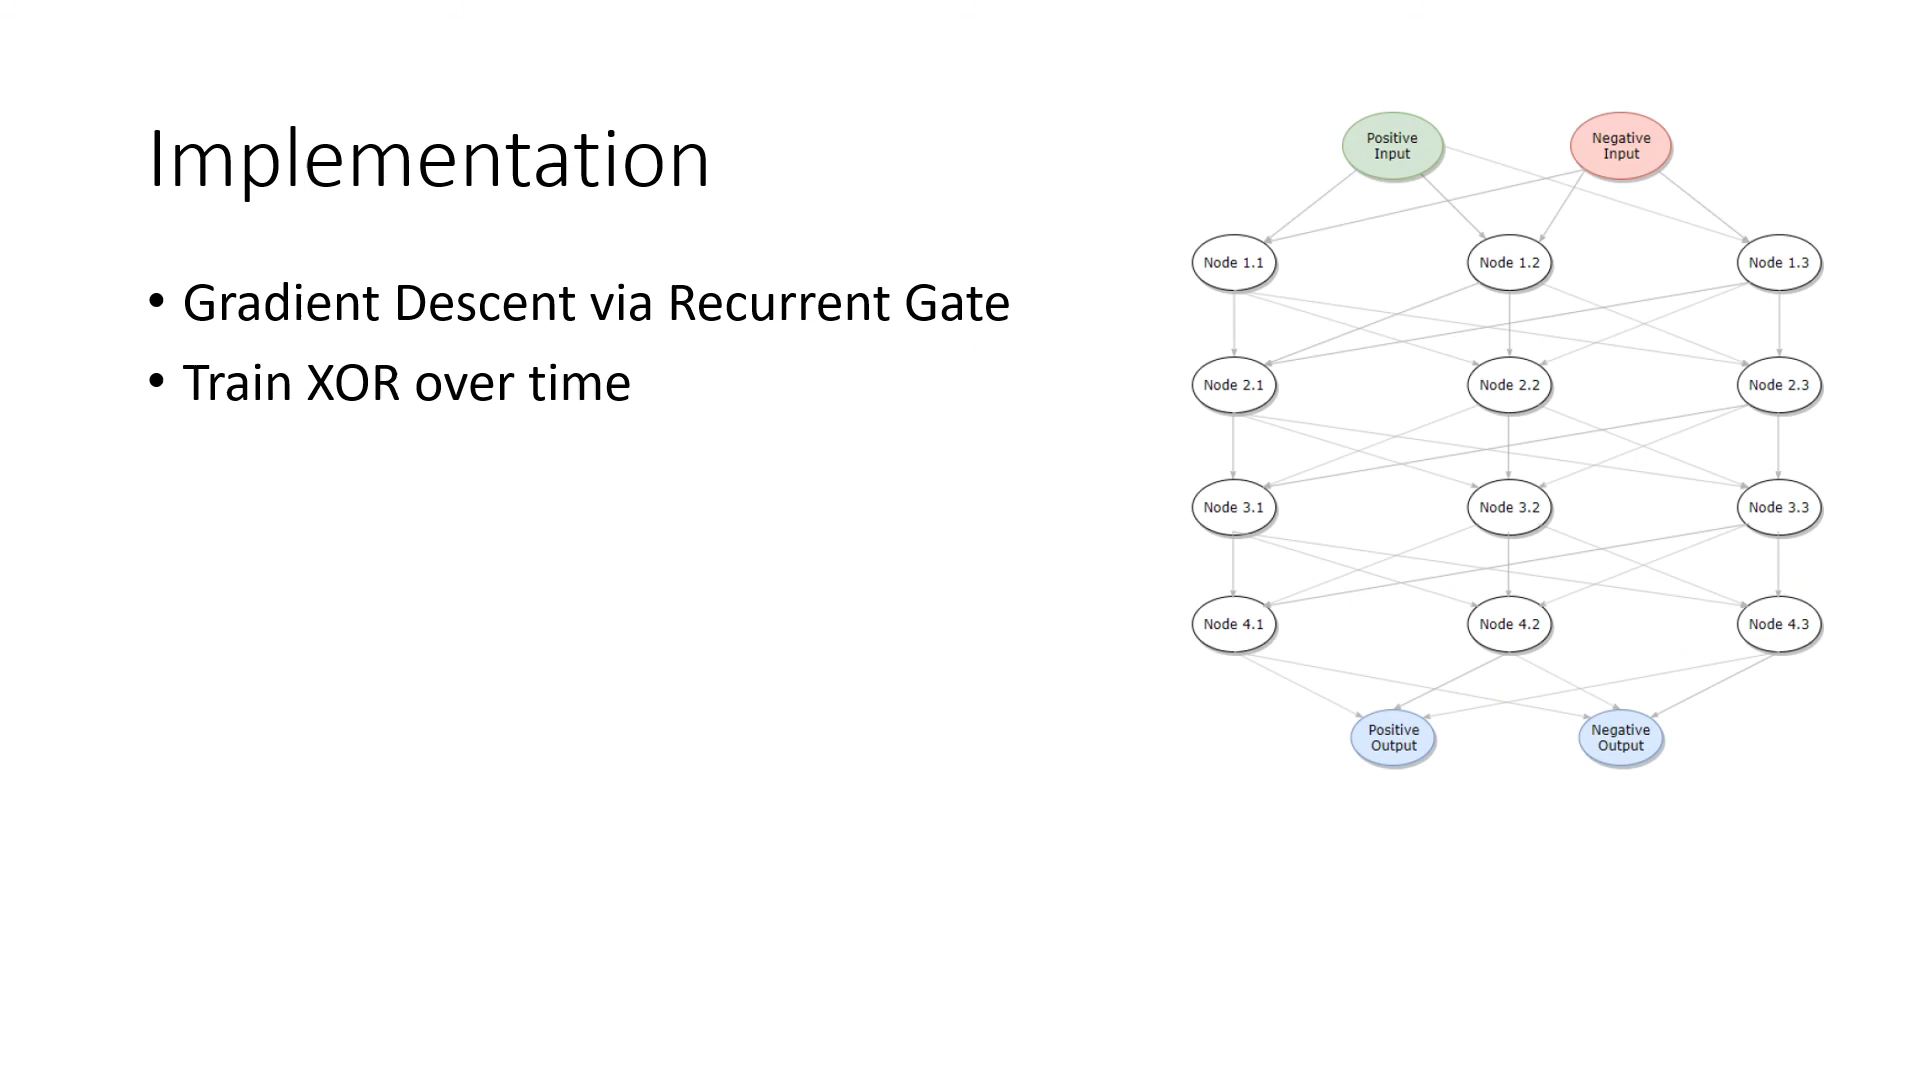 Implementation
• Gradient Descent via Recurrent Gate
• Train XOR over time
Positive
Input
Negative
Input
Node 1.1
Node 1.2
Node 1.3
Node 2.1
Node 2.2
Node 2.3
Node 3.1
Node 3.2
Node 3.3
Node 4.1
Node 4.2
Node 4.3
Positive
Output
Negative
Output